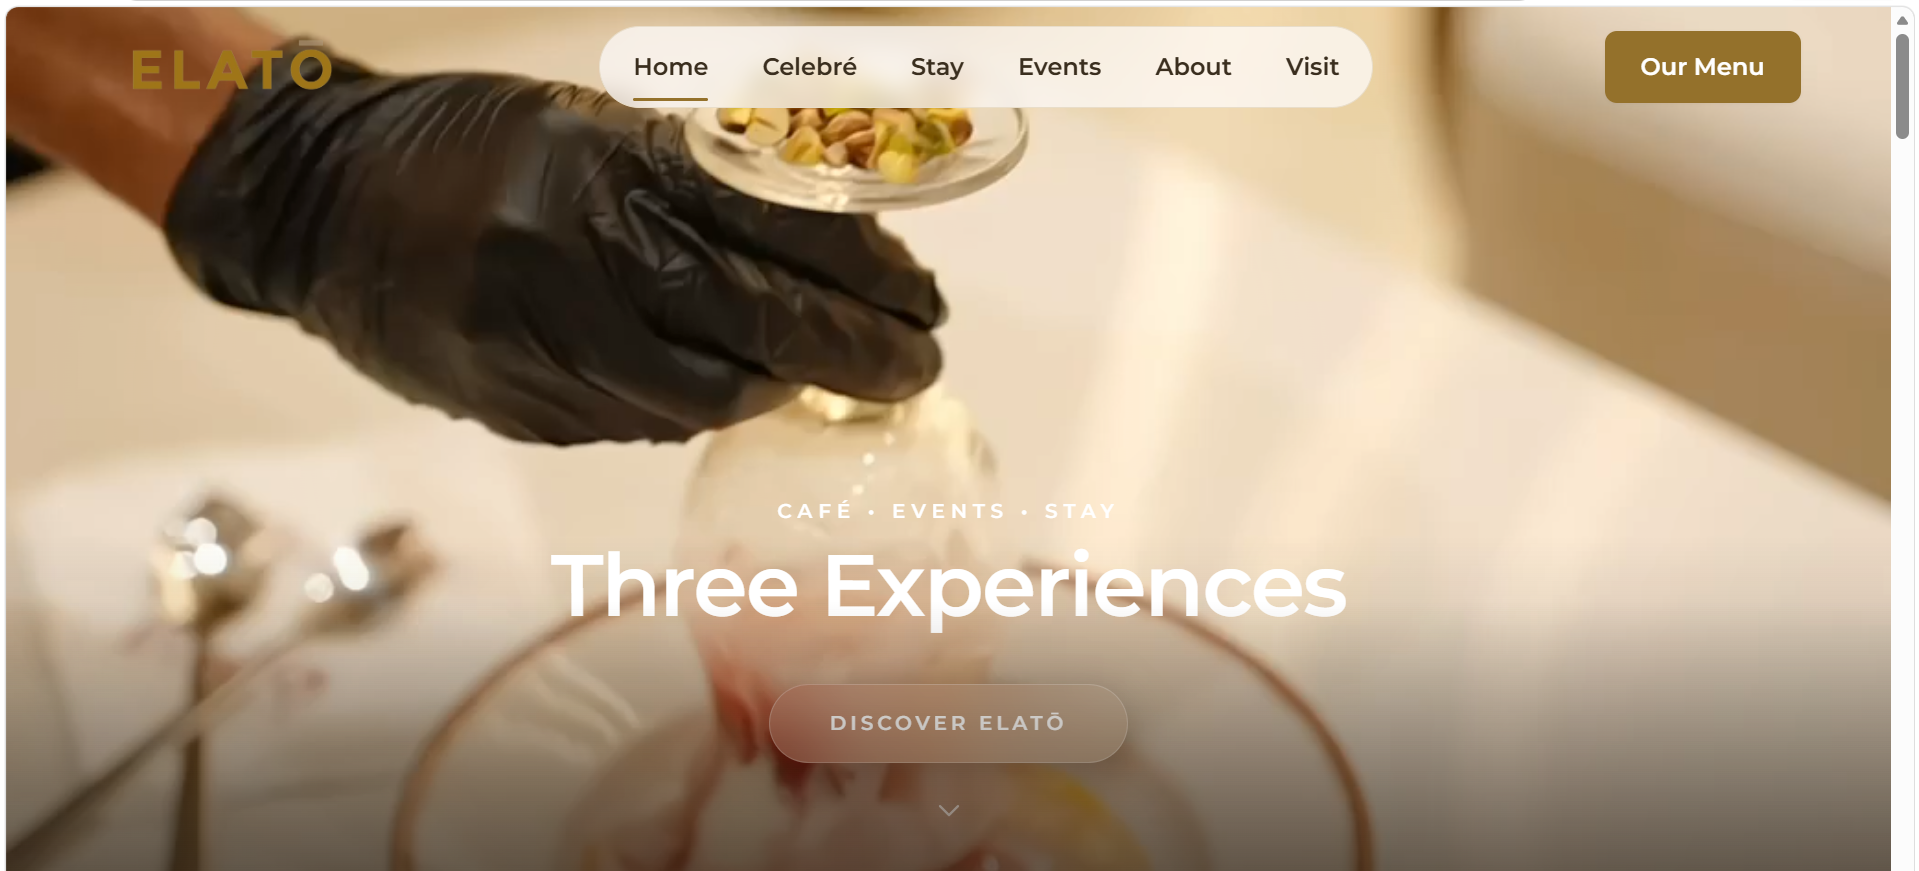 ELATŌ
Home Celebré Stay Events About Visit
Our Menu
CAFÉ • EVENTS • STAY
Three Experiences
DISCOVER ELATŌ